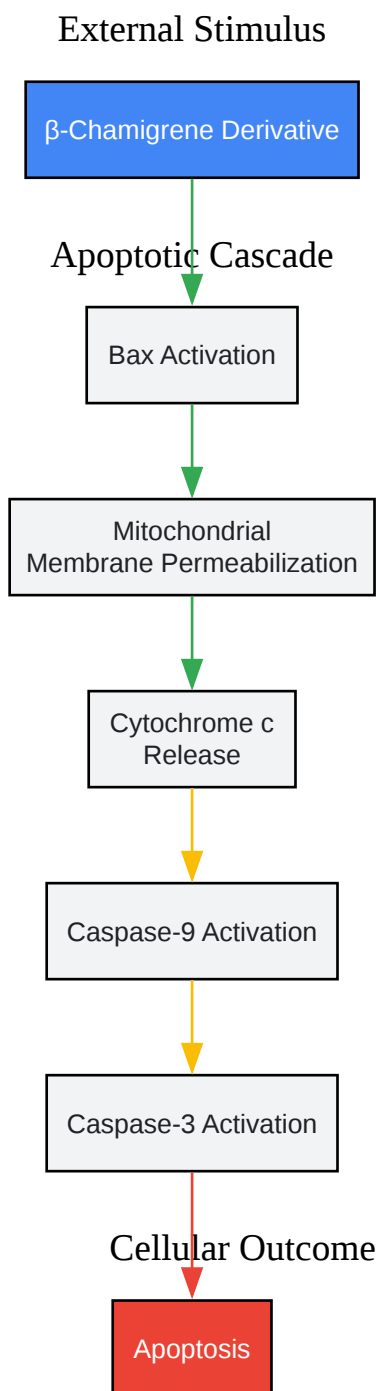 External Stimulus
β-Chamigrene Derivative
Apoptotic Cascade
Bax Activation
Mitochondrial
Membrane Permeabilization
Cytochrome c
Release
Caspase-9 Activation
Caspase-3 Activation
Cellular Outcome
Apoptosis